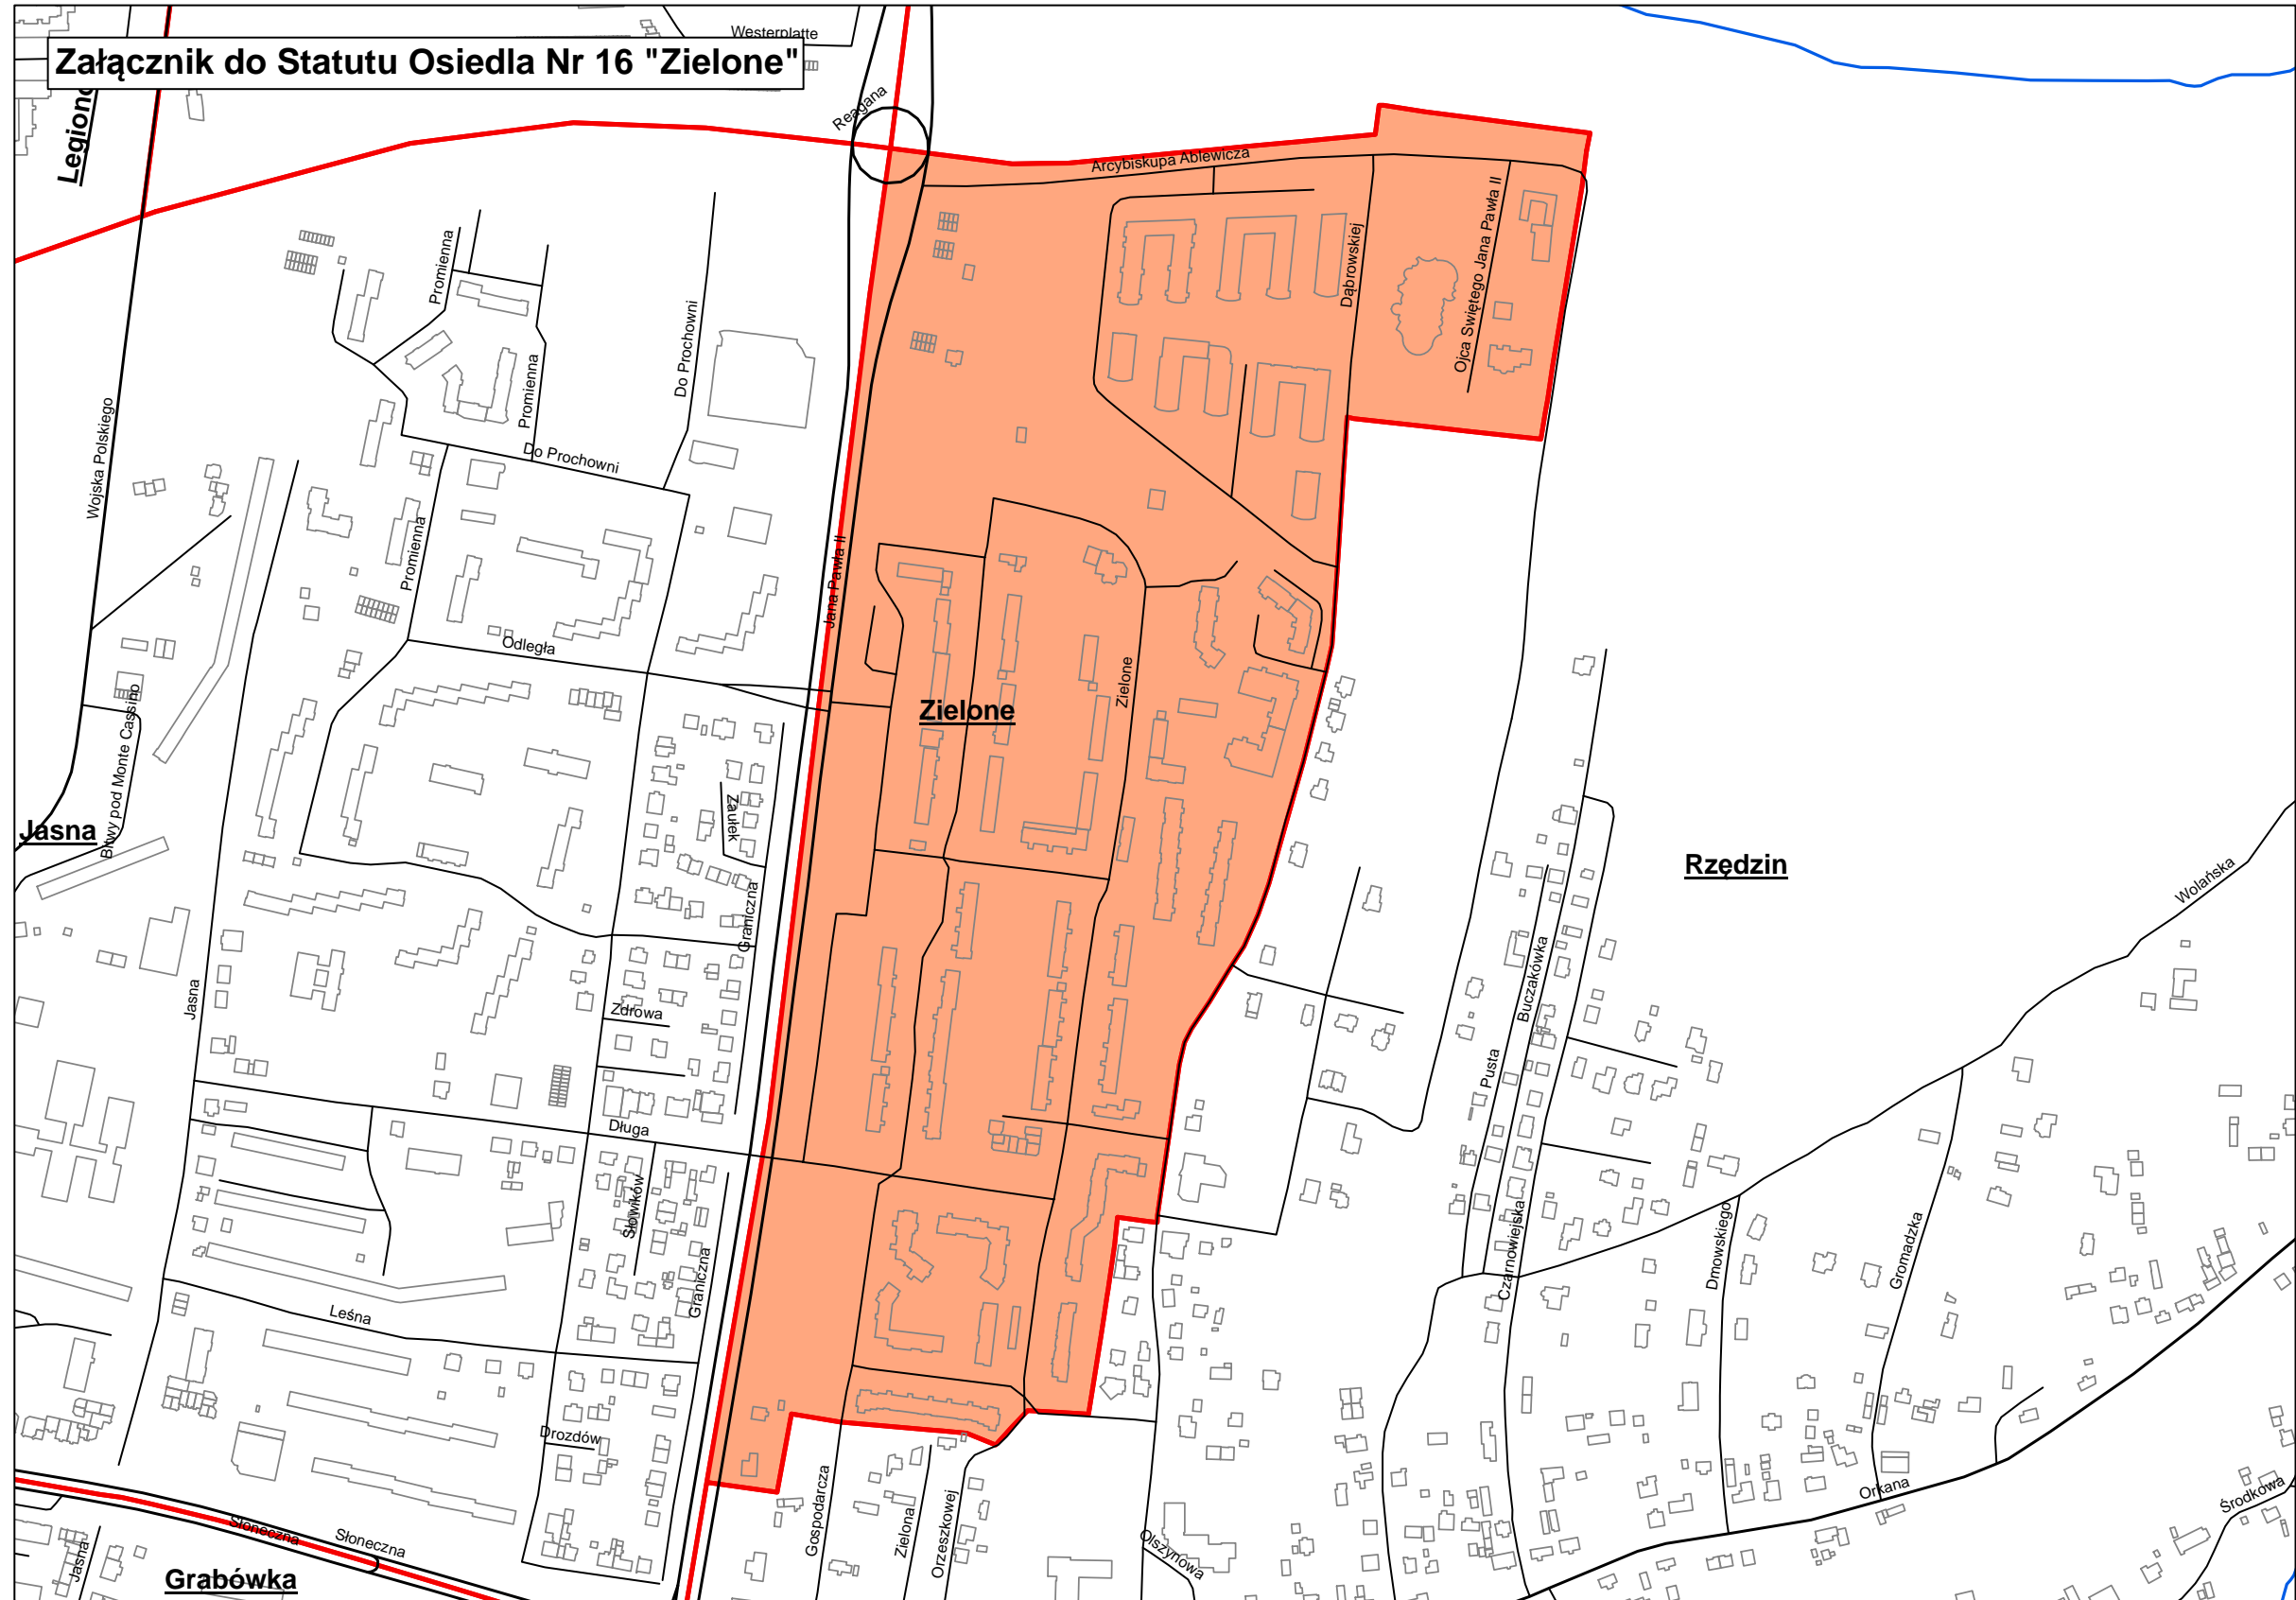 Westerplatte
Załącznik do Statutu Osiedla Nr 16 "Zielone"
Reagana
Arcybiskupa Ablewicza
Ojca Świętego Jana Pawła II
Dąbrowskiej
Promienna
Do Prochowni
Promienna
Do Prochowni
Wojska Polskiego
Promienna
Jana Pawła II
Odległa
Zielone
Zielone
Bitwy pod Monte Cassino
Zaułek
Jasna
Rzędzin
Wolańska
Graniczna
Buczakówka
Jasna
Zdrowa
Pusta
Długa
Słowików
Czarnowiejska
Dmowskiego
Gromadzka
Graniczna
Leśna
Drozdów
Gospodarcza
Zielona
Orzeszkowej
Orkana
Środkowa
Słoneczna
Słoneczna
Olszynowa
Jasna
Grabówka